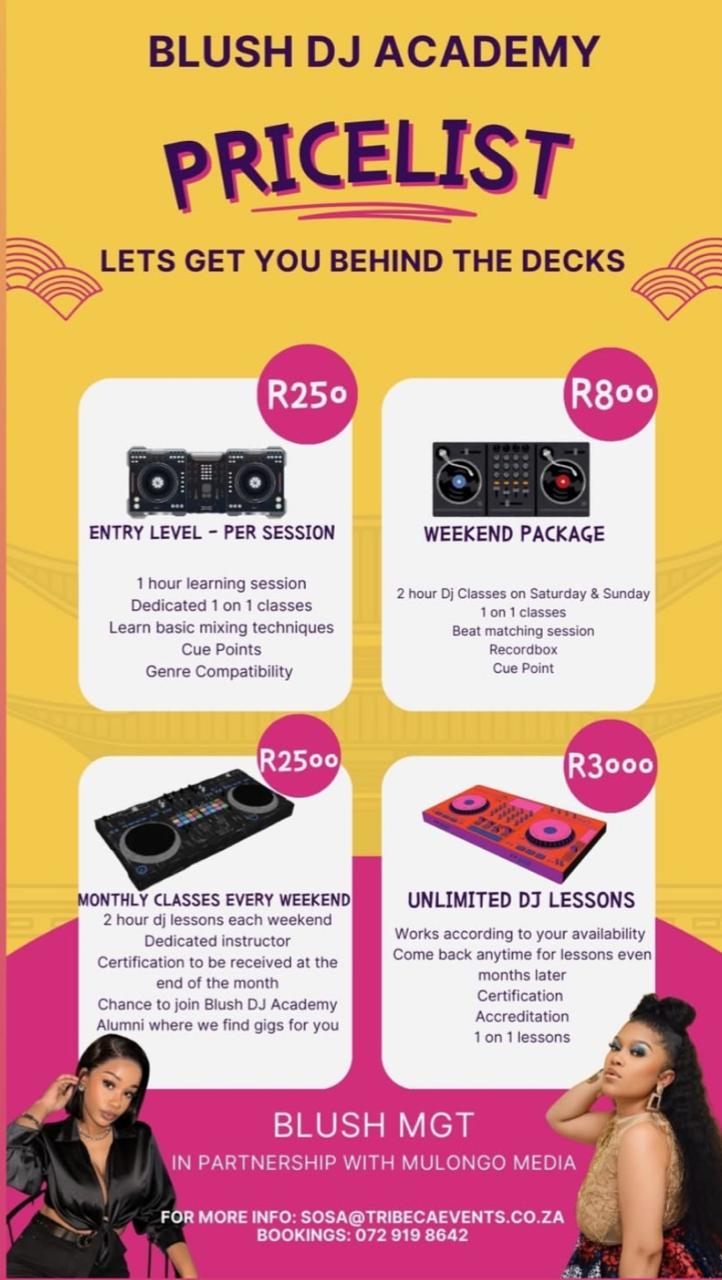 BLUSH DJ ACADEMY
PRICELIST
LETS GET YOU BEHIND THE DECKS
R250
ENTRY LEVEL - PER SESSION
1 hour learning session
Dedicated 1 on 1 classes
Learn basic mixing techniques
Cue Points
Genre Compatibility
R800
WEEKEND PACKAGE
2 hour Dj Classes on Saturday & Sunday
1 on 1 classes
Beat matching session
Recordbox
Cue Point
R2500
MONTHLY CLASSES EVERY WEEKEND
2 hour dj lessons each weekend
Dedicated instructor
Certification to be received at the
end of the month
Chance to join Blush DJ Academy
Alumni where we find gigs for you
R3000
UNLIMITED DJ LESSONS
Works according to your availability
Come back anytime for lessons even
months later
Certification
Accreditation
1 on 1 lessons
BLUSH MGT
IN PARTNERSHIP WITH MULONGO MEDIA
FOR MORE INFO: SOSA@TRIBECAEVENTS.CO.ZA
BOOKINGS: 072 919 8642